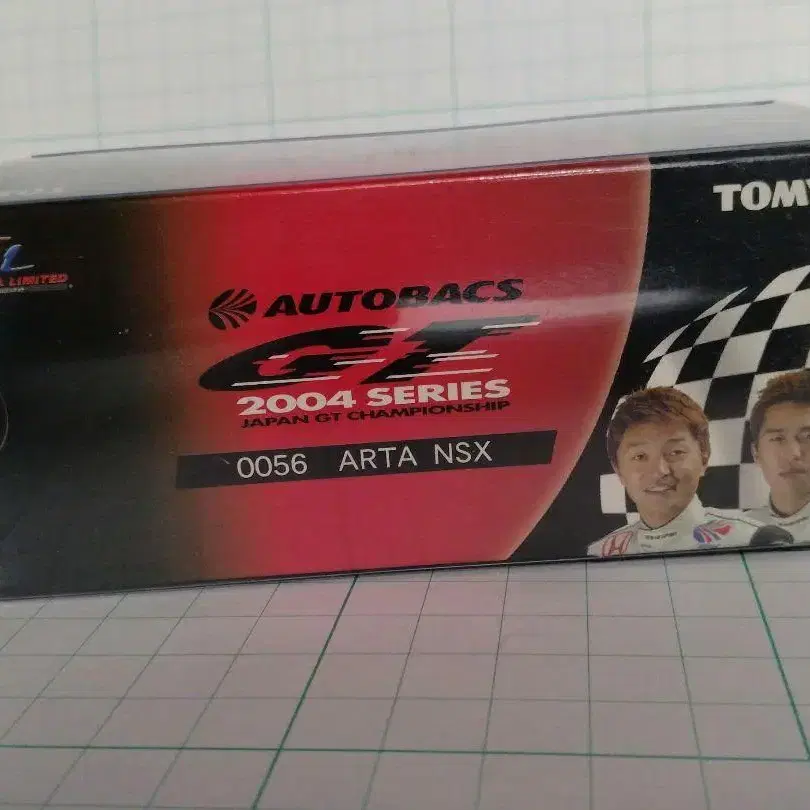 TOMY
LIMITED
AUTOBACS
GT
2004 SERIES
JAPAN GT CHAMPIONSHIP
0056 ARTA NSX